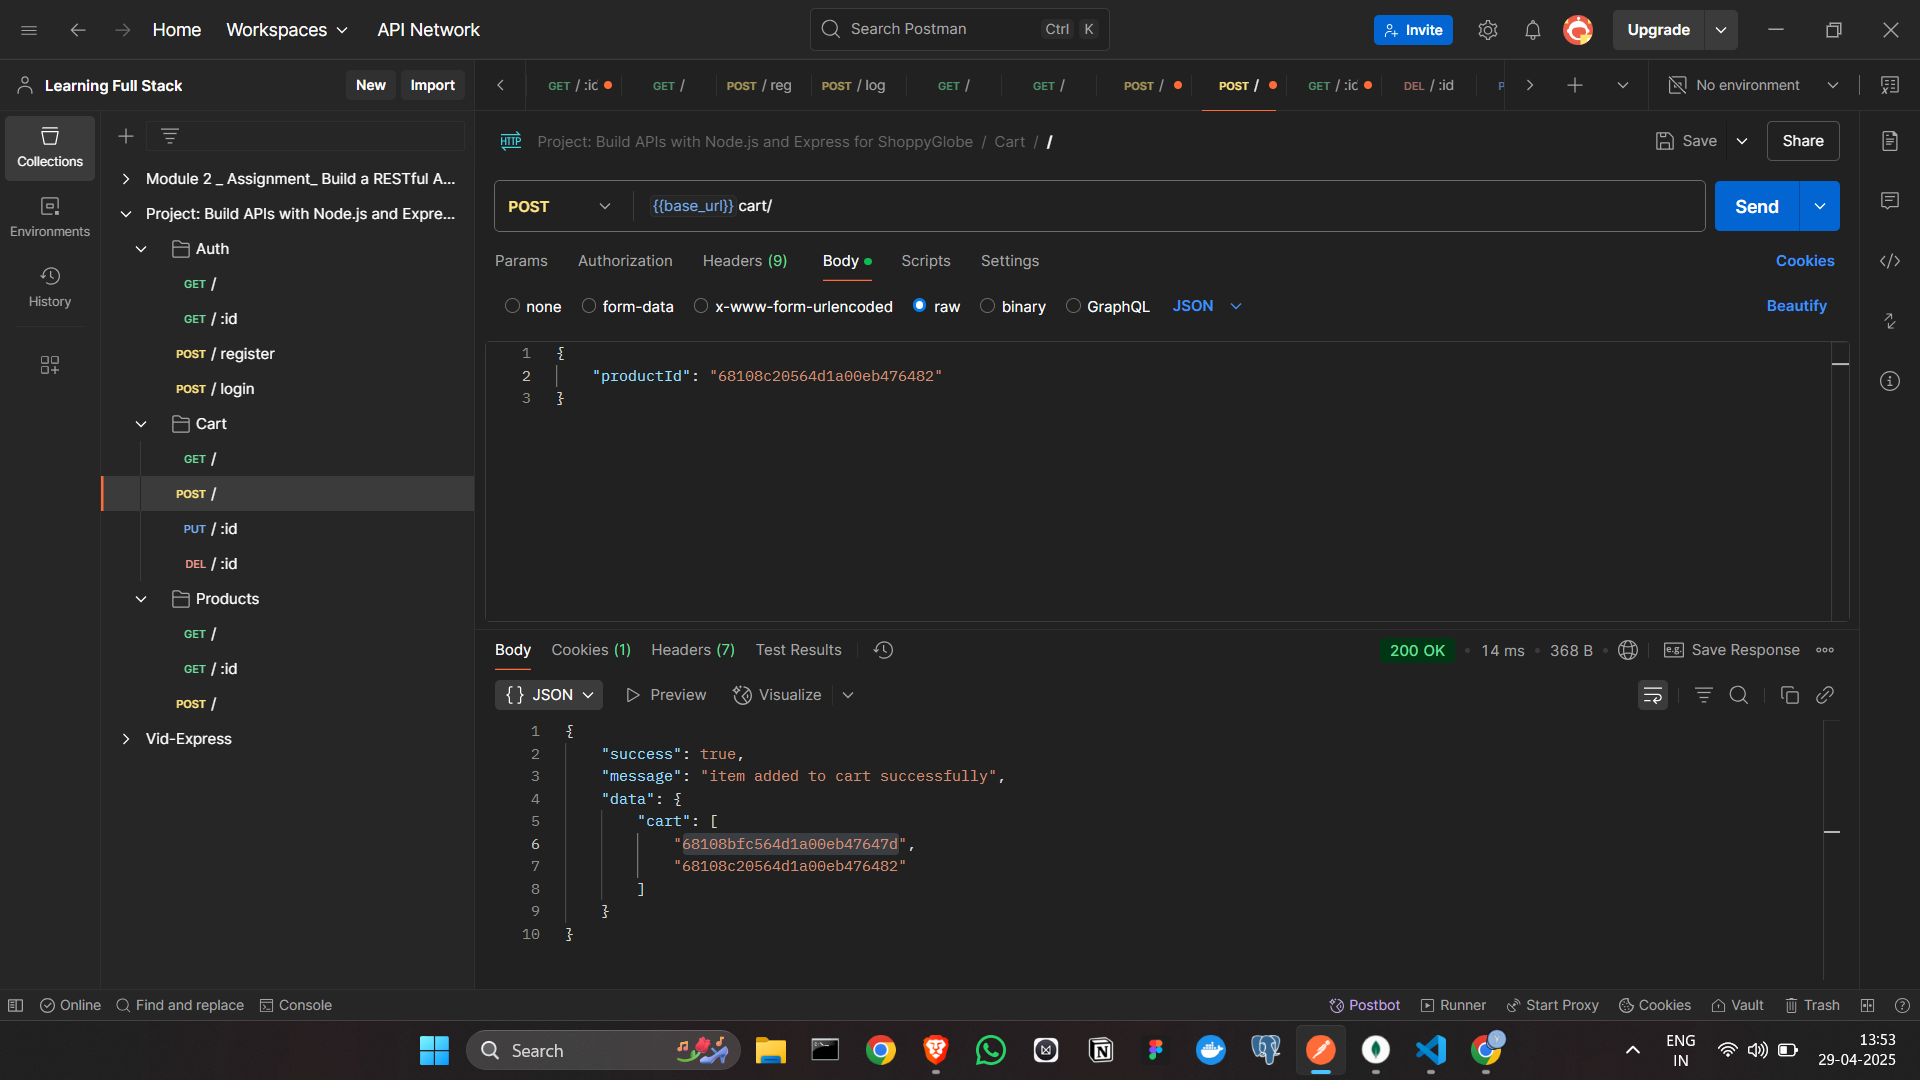 Home Workspaces API Network Search Postman Ctrl K Invite Upgrade
Learning Full Stack New Import GET / :ic GET / POST / reg POST / log GET / GET / POST / POST / GET / :ic DEL / :id No environment
Collections
Environments
History
Module 2 _ Assignment_ Build a RESTful A...
Project: Build APIs with Node.js and Expre...
Auth
GET /
GET / :id
POST / register
POST / login
Cart
GET /
POST /
PUT / :id
DEL / :id
Products
GET /
GET / :id
POST /
Vid-Express
HTTP Project: Build APIs with Node.js and Express for ShoppyGlobe / Cart / / Save Share
POST {{base_url}} cart/ Send
Params Authorization Headers (9) Body Scripts Settings Cookies
none form-data x-www-form-urlencoded raw binary GraphQL JSON Beautify
1 {
2 "productId": "68108c20564d1a00eb476482"
3 }
Body Cookies (1) Headers (7) Test Results 200 OK 14 ms 368 B e.g. Save Response
{} JSON Preview Visualize
1 {
2 "success": true,
3 "message": "item added to cart successfully",
4 "data": {
5 "cart": [
6 "68108bfc564d1a00eb47647d",
7 "68108c20564d1a00eb476482"
8 ]
9 }
10 }
Online Find and replace Console Postbot Runner Start Proxy Cookies Vault Trash
Search ENG 13:53
IN 29-04-2025